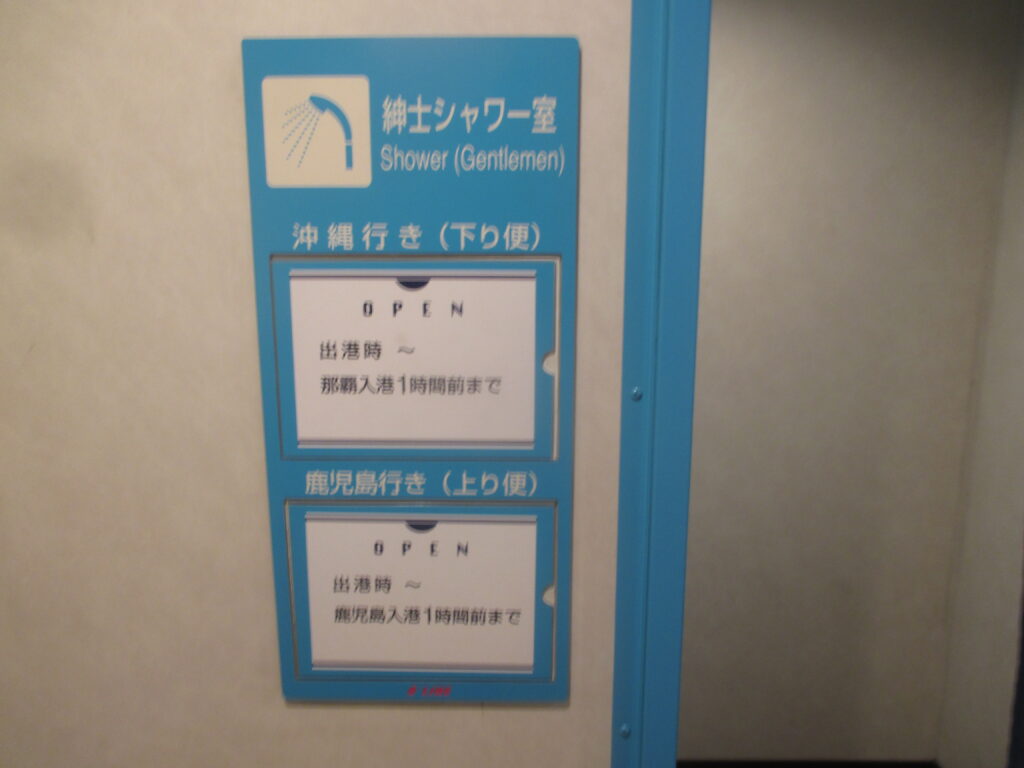 紳士シャワー室
Shower (Gentlemen)
沖縄行き（下り便）
OPEN
出港時 ～
那覇入港1時間前まで
鹿児島行き（上り便）
OPEN
出港時 ～
鹿児島入港1時間前まで